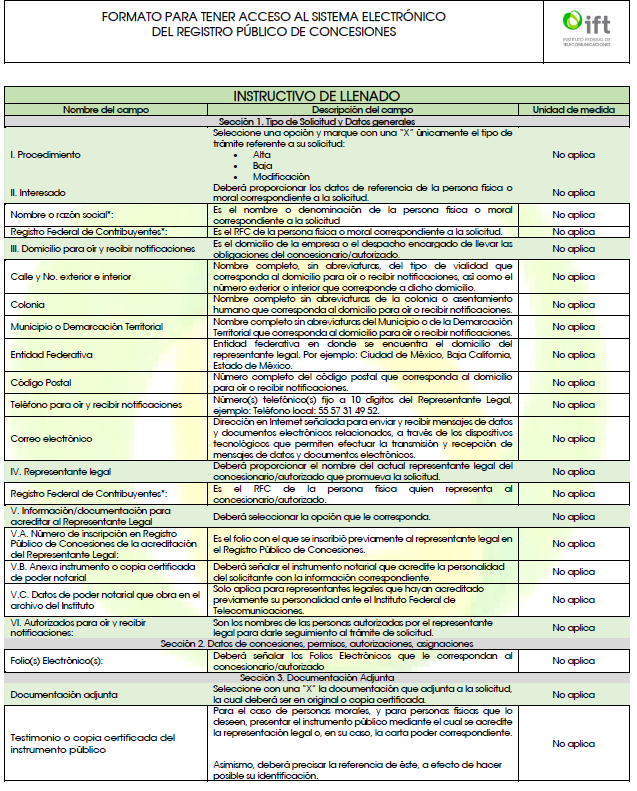 FORMATO PARA TENER ACCESO AL SISTEMA ELECTRÓNICO
DEL REGISTRO PÚBLICO DE CONCESIONES
ift
INSTITUTO FEDERAL DE
TELECOMUNICACIONES
INSTRUCTIVO DE LLENADO
Nombre del campo
Descripción del campo
Unidad de medida
Sección 1. Tipo de Solicitud y Datos generales
I. Procedimiento
Seleccione una opción y marque con una "X" únicamente el tipo de
trámite referente a su solicitud:
• Alta
• Baja
• Modificación
No aplica
II. Interesado
Deberá proporcionar los datos de referencia de la persona física o
moral correspondiente a la solicitud.
No aplica
Nombre o razón social*:
Es el nombre o denominación de la persona física o moral
correspondiente a la solicitud
No aplica
Registro Federal de Contribuyentes*:
Es el RFC de la persona física o moral correspondiente a la solicitud.
No aplica
III. Domicilio para oír y recibir notificaciones
Es el domicilio de la empresa o el despacho encargado de llevar las
obligaciones del concesionario/autorizado.
No aplica
Calle y No. exterior e interior
Nombre completo, sin abreviaturas, del tipo de vialidad que
corresponda al domicilio para oír o recibir notificaciones, así como el
número exterior o interior que corresponde a dicho domicilio.
No aplica
Colonia
Nombre completo sin abreviaturas de la colonia o asentamiento
humano que corresponda al domicilio para oír o recibir notificaciones.
No aplica
Municipio o Demarcación Territorial
Nombre completo sin abreviaturas del Municipio o de la Demarcación
Territorial que corresponda al domicilio para oír o recibir notificaciones.
No aplica
Entidad Federativa
Entidad federativa en donde se encuentra el domicilio del
representante legal. Por ejemplo: Ciudad de México, Baja California,
Estado de México.
No aplica
Código Postal
Número completo del código postal que corresponda al domicilio
para oír o recibir notificaciones.
No aplica
Teléfono para oír y recibir notificaciones
Número(s) telefónico(s) fijo a 10 dígitos del Representante Legal,
ejemplo: Teléfono local: 55 57 31 49 52.
No aplica
Correo electrónico
Dirección en Internet señalada para enviar y recibir mensajes de datos
y documentos electrónicos relacionados, a través de los dispositivos
tecnológicos que permiten efectuar la transmisión y recepción de
mensajes de datos y documentos electrónicos.
No aplica
IV. Representante legal
Deberá proporcionar el nombre del actual representante legal del
concesionario/autorizado que promueva la solicitud.
No aplica
Registro Federal de Contribuyentes*:
Es el RFC de la persona física quien representa al
concesionario/autorizado.
No aplica
V. Información/documentación para
acreditar al Representante Legal
Deberá seleccionar la opción que le corresponda.
No aplica
V.A. Número de inscripción en Registro
Público de Concesiones de la acreditación
del Representante Legal:
Es el folio con el que se inscribió previamente al representante legal en
el Registro Público de Concesiones.
No aplica
V.B. Anexa instrumento o copia certificada
de poder notarial
Deberá señalar el instrumento notarial que acredite la personalidad
del solicitante con la información correspondiente.
No aplica
V.C. Datos de poder notarial que obra en el
archivo del Instituto
Solo aplica para representantes legales que hayan acreditado
previamente su personalidad ante el Instituto Federal de
Telecomunicaciones.
No aplica
VI. Autorizados para oír y recibir
notificaciones:
Son los nombres de las personas autorizadas por el representante
legal para darle seguimiento al trámite de solicitud.
No aplica
Sección 2. Datos de concesiones, permisos, autorizaciones, asignaciones
Folio(s) Electrónico(s):
Deberá señalar los Folios Electrónicos que le correspondan al
concesionario/autorizado
No aplica
Sección 3. Documentación Adjunta
Documentación adjunta
Seleccione con una "X" la documentación que adjunta a la solicitud,
la cual deberá ser en original o copia certificada.
No aplica
Testimonio o copia certificada del
instrumento público
Para el caso de personas morales, y para personas físicas que lo
deseen, presentar el instrumento público mediante el cual se acredite
la representación legal o, en su caso, la carta poder correspondiente.
Asimismo, deberá precisar la referencia de éste, a efecto de hacer
posible su identificación.
No aplica